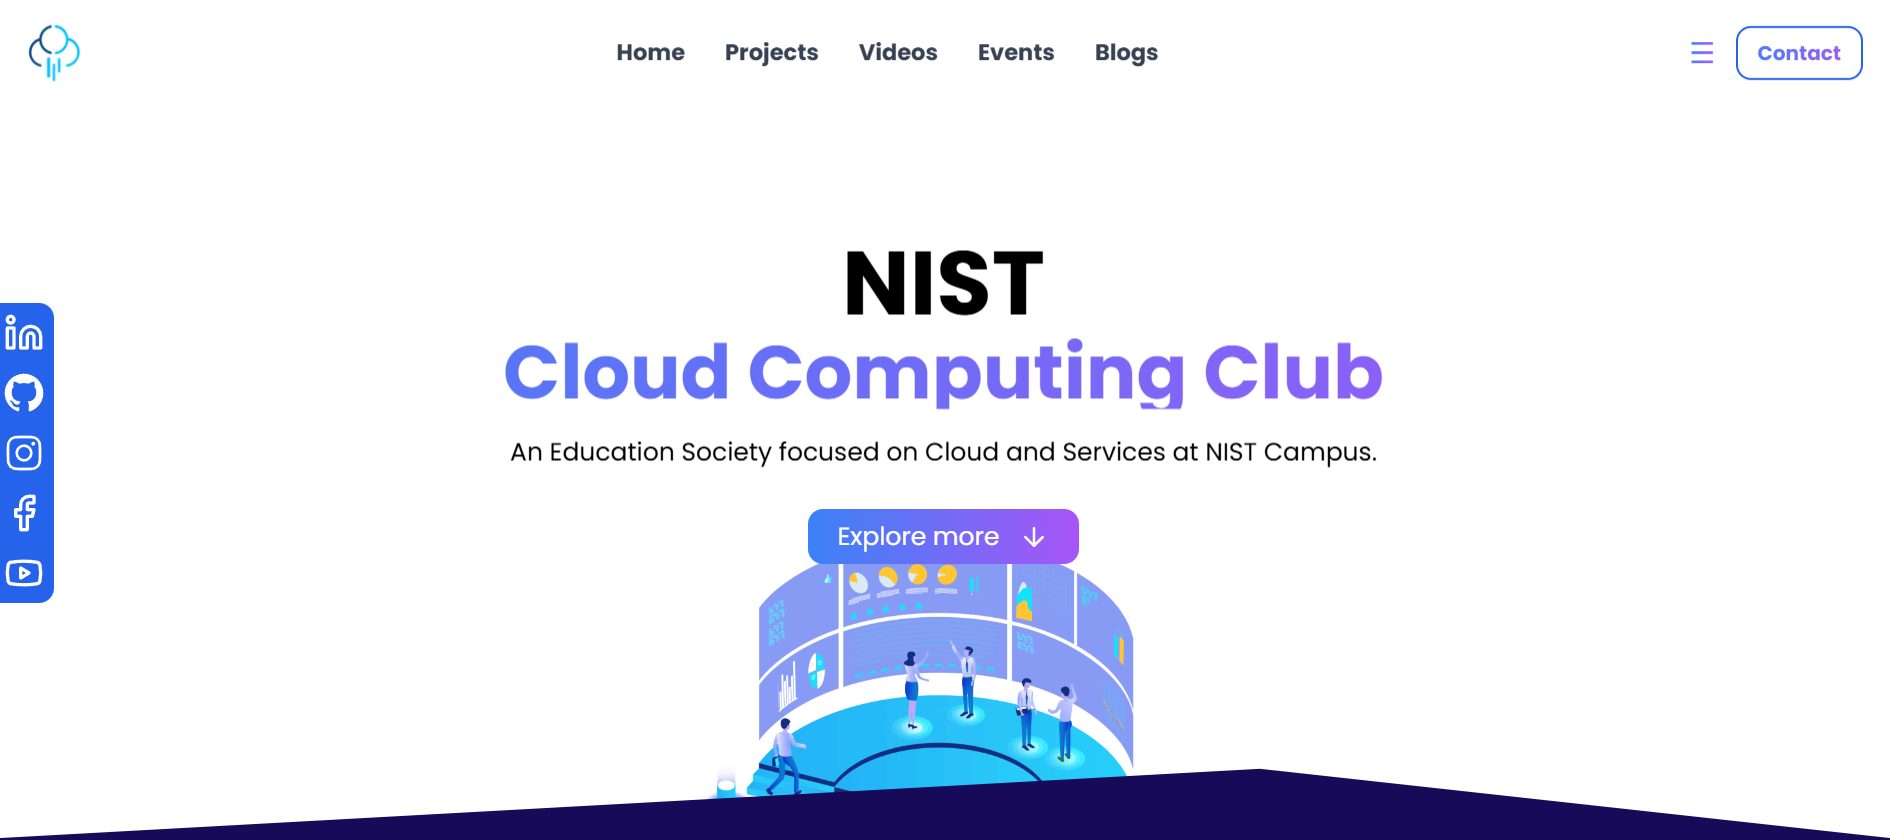 Home Projects Videos Events Blogs
Contact
NIST
Cloud Computing Club
An Education Society focused on Cloud and Services at NIST Campus.
Explore more